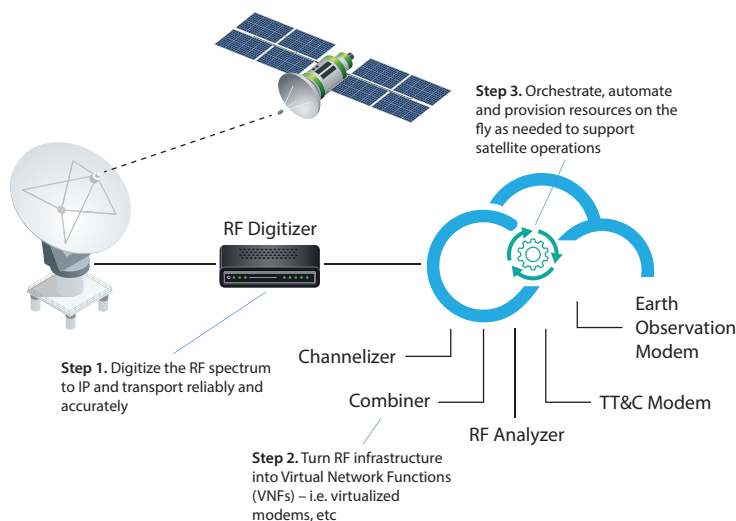 Step 3. Orchestrate, automate
and provision resources on the
fly as needed to support
satellite operations
RF Digitizer
Step 1. Digitize the RF spectrum
to IP and transport reliably and
accurately
Channelizer
Combiner
RF Analyzer
TT&C Modem
Earth
Observation
Modem
Step 2. Turn RF infrastructure
into Virtual Network Functions
(VNFs) – i.e. virtualized
modems, etc